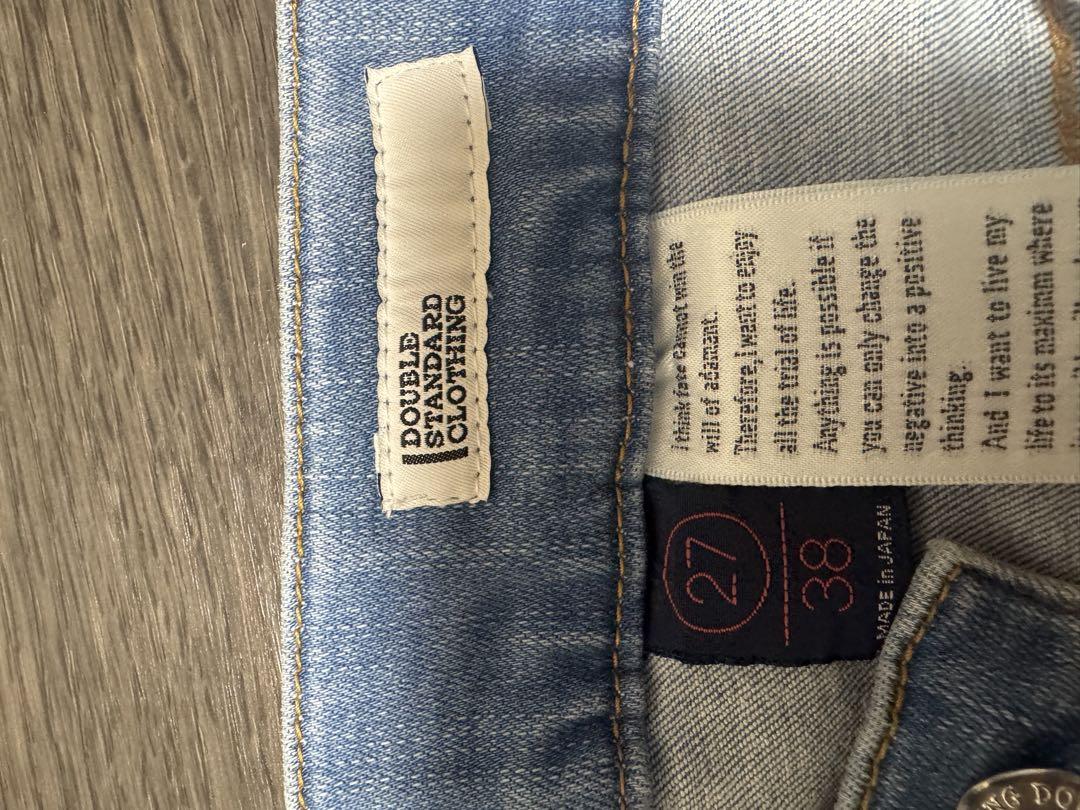 DOUBLE
STANDARD
CLOTHING
I think fate cannot win the
will of adamant.
Therefore, I want to enjoy
all the trial of life.
Anything is possible if
you can only change the
negative into a positive
thinking.
And I want to live my
life to its maximm where
27
38
MADE in JAPAN
DO